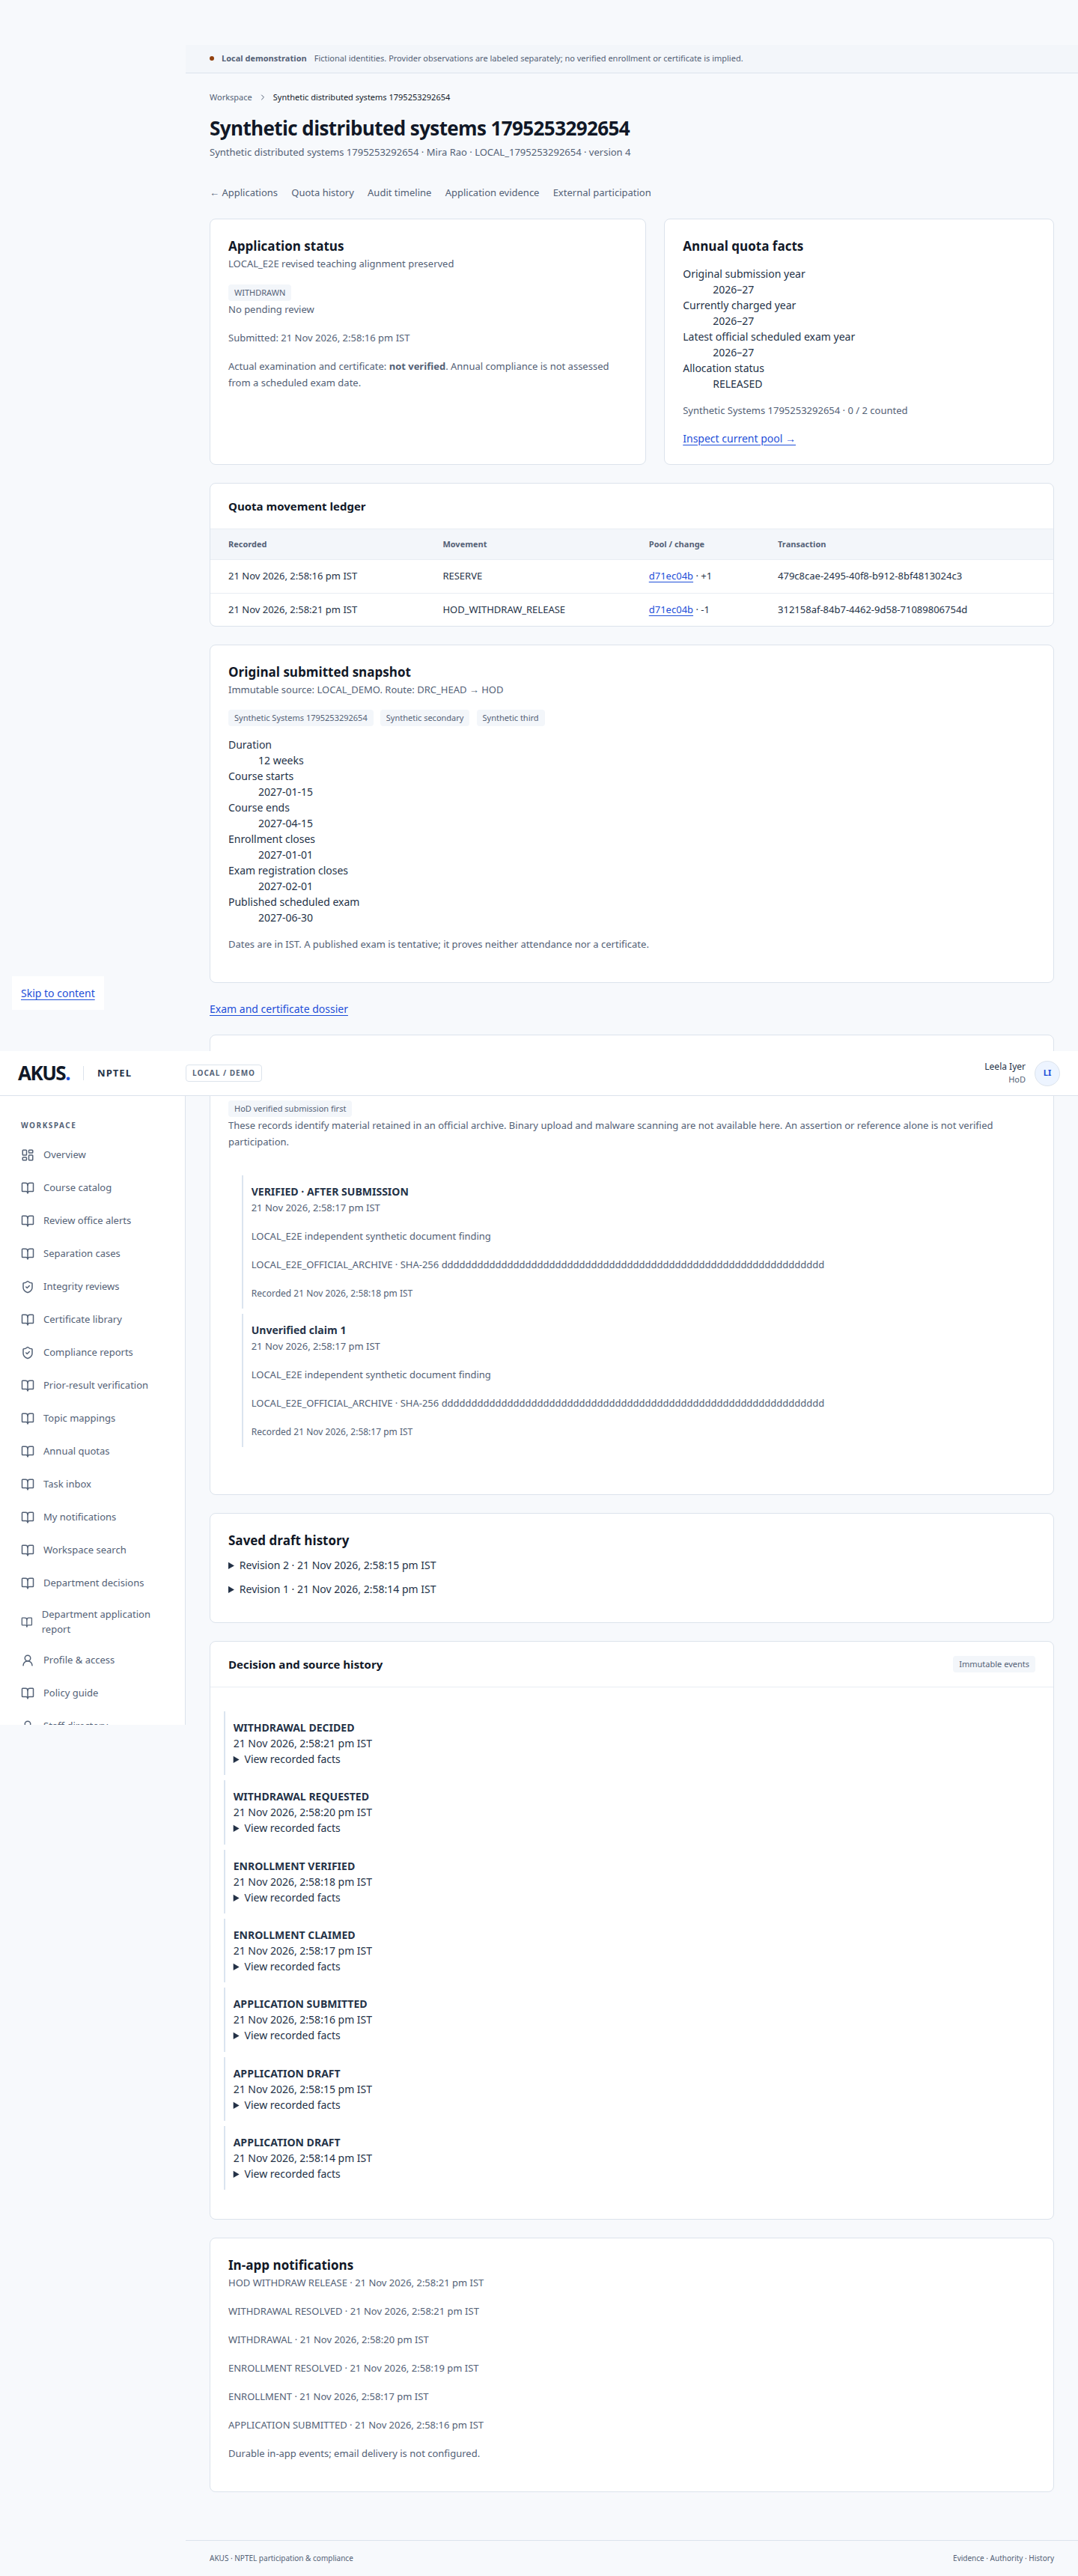 Local demonstration Fictional identities. Provider observations are labeled separately; no verified enrollment or certificate is implied.
Workspace > Synthetic distributed systems 1795253292654
Synthetic distributed systems 1795253292654
Synthetic distributed systems 1795253292654 · Mira Rao · LOCAL_1795253292654 · version 4
← Applications Quota history Audit timeline Application evidence External participation
Application status
LOCAL_E2E revised teaching alignment preserved
WITHDRAWN
No pending review
Submitted: 21 Nov 2026, 2:58:16 pm IST
Actual examination and certificate: not verified. Annual compliance is not assessed
from a scheduled exam date.
Annual quota facts
Original submission year
2026–27
Currently charged year
2026–27
Latest official scheduled exam year
2026–27
Allocation status
RELEASED
Synthetic Systems 1795253292654 · 0 / 2 counted
Inspect current pool →
Quota movement ledger
Recorded Movement Pool / change Transaction
21 Nov 2026, 2:58:16 pm IST RESERVE d71ec04b · +1 479c8cae-2495-40f8-b912-8bf4813024c3
21 Nov 2026, 2:58:21 pm IST HOD_WITHDRAW_RELEASE d71ec04b · -1 312158af-84b7-4462-9d58-71089806754d
Original submitted snapshot
Immutable source: LOCAL_DEMO. Route: DRC_HEAD → HOD
Synthetic Systems 1795253292654 Synthetic secondary Synthetic third
Duration
12 weeks
Course starts
2027-01-15
Course ends
2027-04-15
Enrollment closes
2027-01-01
Exam registration closes
2027-02-01
Published scheduled exam
2027-06-30
Dates are in IST. A published exam is tentative; it proves neither attendance nor a certificate.
Skip to content
Exam and certificate dossier
AKUS. NPTEL LOCAL / DEMO Leela Iyer
HoD
LI
WORKSPACE
Overview
Course catalog
Review office alerts
Separation cases
Integrity reviews
Certificate library
Compliance reports
Prior-result verification
Topic mappings
Annual quotas
Task inbox
My notifications
Workspace search
Department decisions
Department application
report
Profile & access
Policy guide
HoD verified submission first
These records identify material retained in an official archive. Binary upload and malware scanning are not available here. An assertion or reference alone is not verified
participation.
VERIFIED · AFTER SUBMISSION
21 Nov 2026, 2:58:17 pm IST
LOCAL_E2E independent synthetic document finding
LOCAL_E2E_OFFICIAL_ARCHIVE · SHA-256 dddddddddddddddddddddddddddddddddddddddddddddddddddddddddddddddd
Recorded 21 Nov 2026, 2:58:18 pm IST
Unverified claim 1
21 Nov 2026, 2:58:17 pm IST
LOCAL_E2E independent synthetic document finding
LOCAL_E2E_OFFICIAL_ARCHIVE · SHA-256 dddddddddddddddddddddddddddddddddddddddddddddddddddddddddddddddd
Recorded 21 Nov 2026, 2:58:17 pm IST
Saved draft history
Revision 2 · 21 Nov 2026, 2:58:15 pm IST
Revision 1 · 21 Nov 2026, 2:58:14 pm IST
Decision and source history Immutable events
WITHDRAWAL DECIDED
21 Nov 2026, 2:58:21 pm IST
View recorded facts
WITHDRAWAL REQUESTED
21 Nov 2026, 2:58:20 pm IST
View recorded facts
ENROLLMENT VERIFIED
21 Nov 2026, 2:58:18 pm IST
View recorded facts
ENROLLMENT CLAIMED
21 Nov 2026, 2:58:17 pm IST
View recorded facts
APPLICATION SUBMITTED
21 Nov 2026, 2:58:16 pm IST
View recorded facts
APPLICATION DRAFT
21 Nov 2026, 2:58:15 pm IST
View recorded facts
APPLICATION DRAFT
21 Nov 2026, 2:58:14 pm IST
View recorded facts
In-app notifications
HOD WITHDRAW RELEASE · 21 Nov 2026, 2:58:21 pm IST
WITHDRAWAL RESOLVED · 21 Nov 2026, 2:58:21 pm IST
WITHDRAWAL · 21 Nov 2026, 2:58:20 pm IST
ENROLLMENT RESOLVED · 21 Nov 2026, 2:58:19 pm IST
ENROLLMENT · 21 Nov 2026, 2:58:17 pm IST
APPLICATION SUBMITTED · 21 Nov 2026, 2:58:16 pm IST
Durable in-app events; email delivery is not configured.
AKUS · NPTEL participation & compliance Evidence · Authority · History